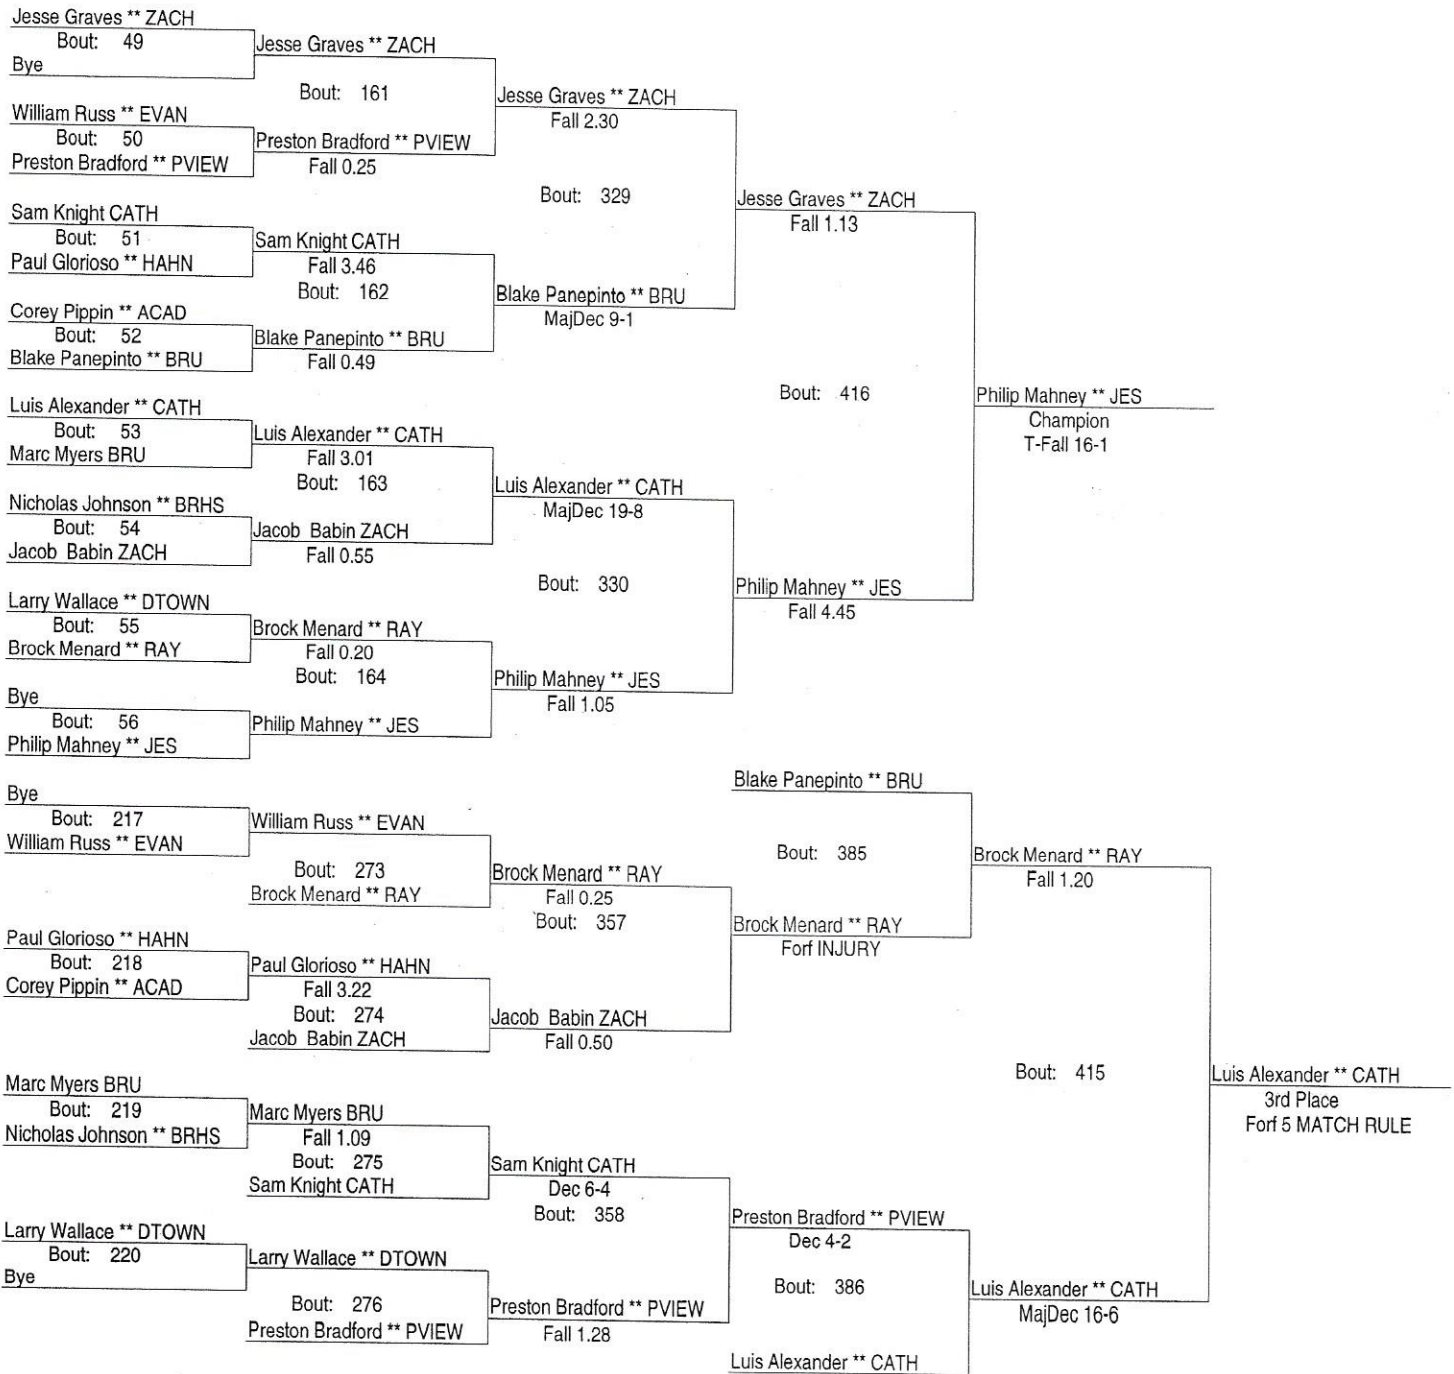 Jesse Graves ** ZACH
Bout: 49
Bye
Jesse Graves ** ZACH
Bout: 161
William Russ ** EVAN
Bout: 50
Preston Bradford ** PVIEW
Preston Bradford ** PVIEW
Fall 0.25
Jesse Graves ** ZACH
Fall 2.30
Bout: 329
Sam Knight CATH
Bout: 51
Paul Glorioso ** HAHN
Sam Knight CATH
Fall 3.46
Bout: 162
Corey Pippin ** ACAD
Bout: 52
Blake Panepinto ** BRU
Blake Panepinto ** BRU
Fall 0.49
Blake Panepinto ** BRU
MajDec 9-1
Jesse Graves ** ZACH
Fall 1.13
Bout: 416
Luis Alexander ** CATH
Bout: 53
Marc Myers BRU
Luis Alexander ** CATH
Fall 3.01
Bout: 163
Nicholas Johnson ** BRHS
Bout: 54
Jacob Babin ZACH
Jacob Babin ZACH
Fall 0.55
Luis Alexander ** CATH
MajDec 19-8
Bout: 330
Larry Wallace ** DTOWN
Bout: 55
Brock Menard ** RAY
Brock Menard ** RAY
Fall 0.20
Bout: 164
Bye
Bout: 56
Philip Mahney ** JES
Philip Mahney ** JES
Philip Mahney ** JES
Fall 1.05
Philip Mahney ** JES
Fall 4.45
Philip Mahney ** JES
Champion
T-Fall 16-1
Bye
Bout: 217
William Russ ** EVAN
William Russ ** EVAN
Bout: 273
Brock Menard ** RAY
Brock Menard ** RAY
Fall 0.25
Bout: 357
Paul Glorioso ** HAHN
Bout: 218
Corey Pippin ** ACAD
Paul Glorioso ** HAHN
Fall 3.22
Bout: 274
Jacob Babin ZACH
Jacob Babin ZACH
Fall 0.50
Blake Panepinto ** BRU
Bout: 385
Brock Menard ** RAY
Forf INJURY
Brock Menard ** RAY
Fall 1.20
Bout: 415
Marc Myers BRU
Bout: 219
Nicholas Johnson ** BRHS
Marc Myers BRU
Fall 1.09
Bout: 275
Sam Knight CATH
Sam Knight CATH
Dec 6-4
Bout: 358
Larry Wallace ** DTOWN
Bout: 220
Bye
Larry Wallace ** DTOWN
Bout: 276
Preston Bradford ** PVIEW
Preston Bradford ** PVIEW
Fall 1.28
Preston Bradford ** PVIEW
Dec 4-2
Bout: 386
Luis Alexander ** CATH
Luis Alexander ** CATH
MajDec 16-6
Luis Alexander ** CATH
3rd Place
Forf 5 MATCH RULE